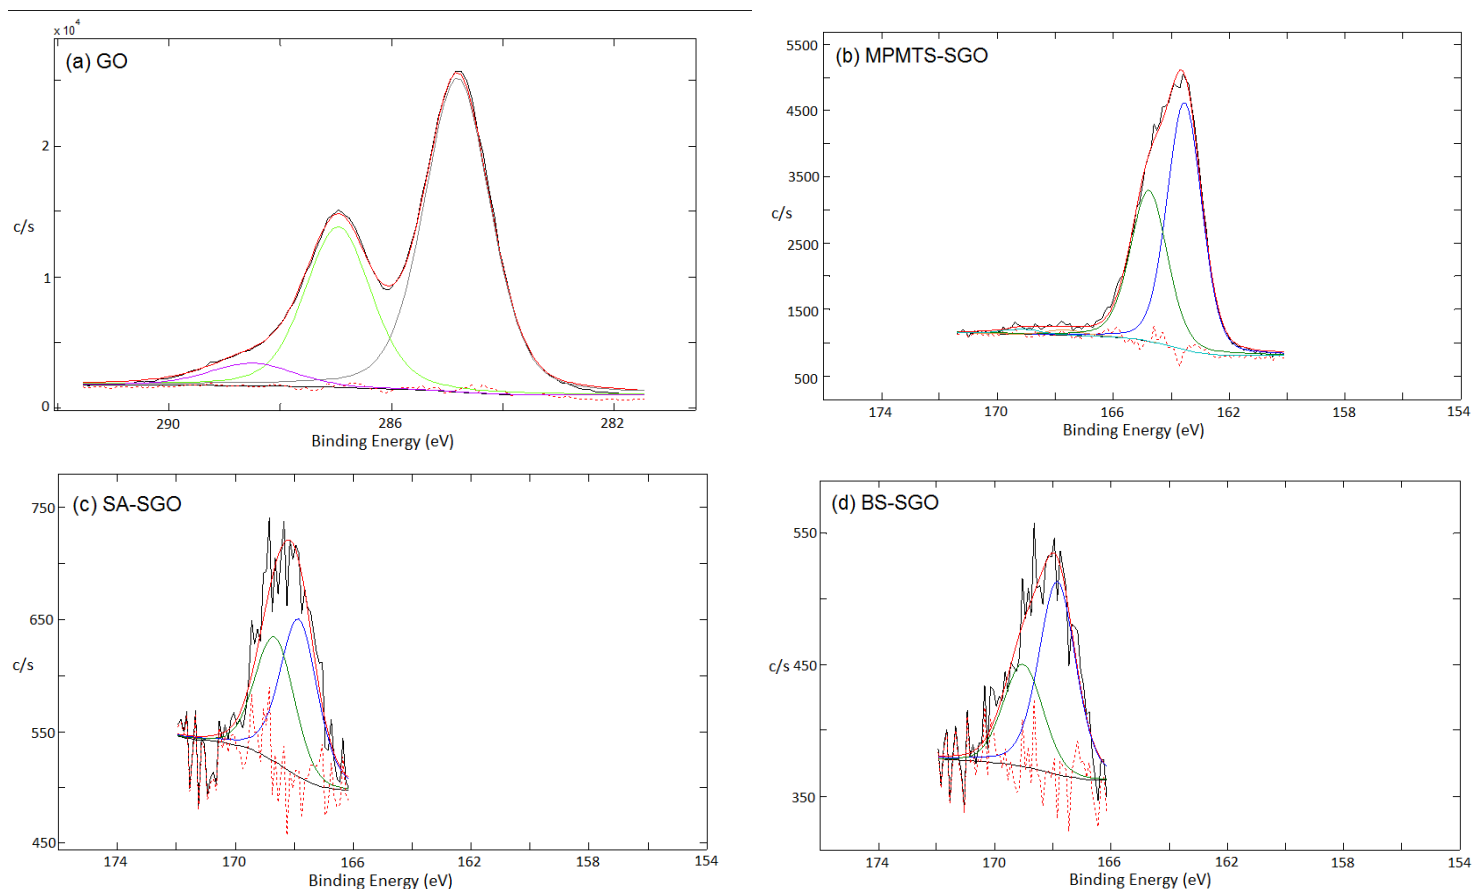 x 10⁴
(a) GO
2
1
0
c/s
290
286
282
Binding Energy (eV)
(b) MPMTS-SGO
5500
4500
3500
2500
1500
500
c/s
174
170
166
162
158
154
Binding Energy (eV)
(c) SA-SGO
750
650
550
450
c/s
174
170
166
162
158
154
Binding Energy (eV)
(d) BS-SGO
550
450
350
c/s
174
170
166
162
158
154
Binding Energy (eV)